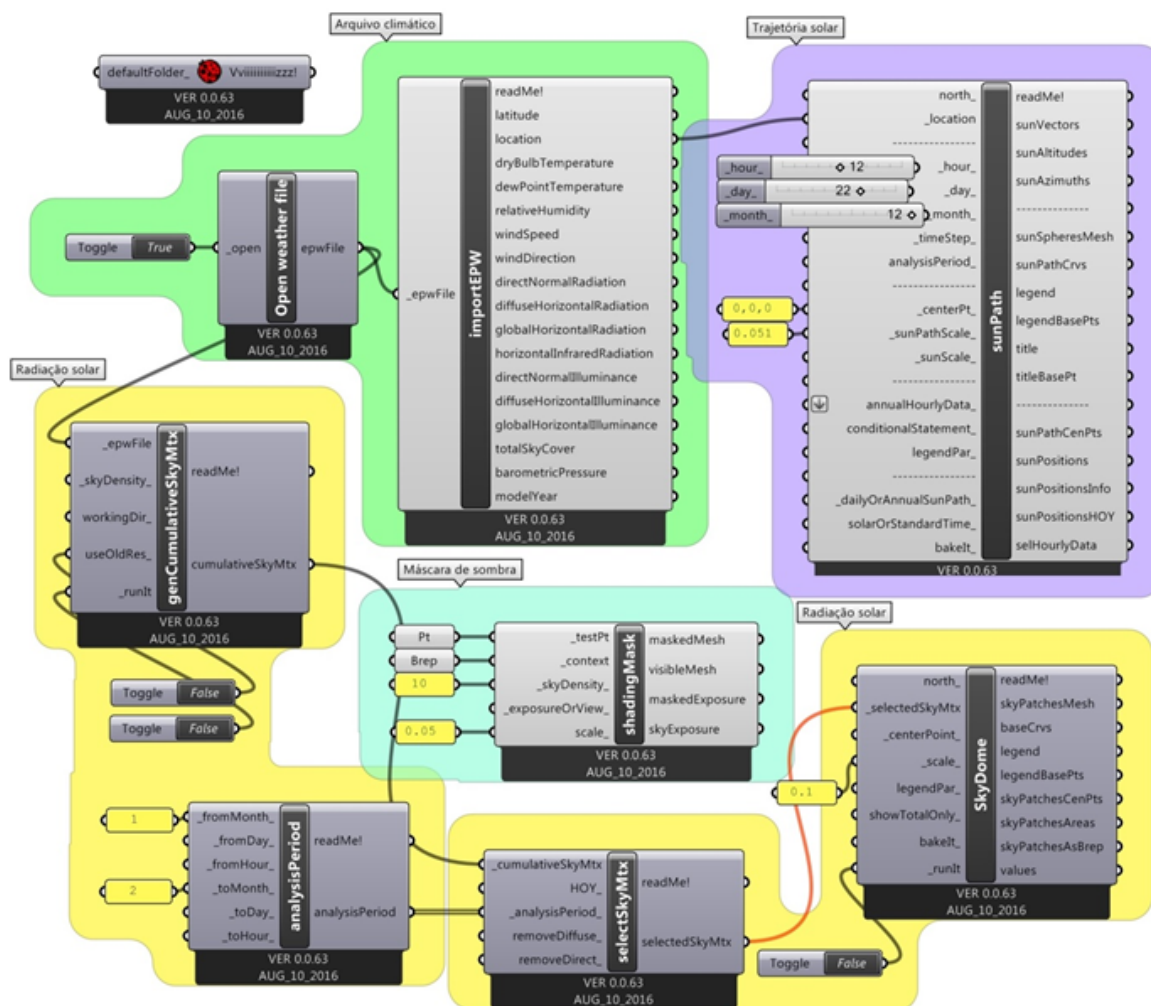 Arquivo climático
Trajetória solar
defaultFolder_ Vviiiiiiiiiizzz!
VER 0.0.63
AUG_10_2016
Toggle True
_open Open weather file epwFile
VER 0.0.63
AUG_10_2016
_epwFile importEPW
readMe!
latitude
location
dryBulbTemperature
dewPointTemperature
relativeHumidity
windSpeed
windDirection
directNormalRadiation
diffuseHorizontalRadiation
globalHorizontalRadiation
horizontalInfraredRadiation
directNormalIlluminance
diffuseHorizontalIlluminance
globalHorizontalIlluminance
totalSkyCover
barometricPressure
modelYear
VER 0.0.63
AUG_10_2016
north_
_location
--------------
_hour_ 12 _hour_
_day_ 22 _day_
_month_ 12 _month_
_timeStep_
analysisPeriod_
--------------
0,0,0 _centerPt_
0.051 _sunPathScale_
_sunScale_
--------------
annualHourlyData_
conditionalStatement_
legendPar_
--------------
_dailyOrAnnualSunPath_
solarOrStandardTime_
bakeIt_
sunPath
readMe!
sunVectors
sunAltitudes
sunAzimuths
-------------
sunSpheresMesh
sunPathCrvs
legend
legendBasePts
title
titleBasePt
-------------
sunPathCenPts
sunPositions
sunPositionsInfo
sunPositionsHOY
selHourlyData
VER 0.0.63
Radiação solar
_epwFile
_skyDensity_
workingDir_
useOldRes_
_runIt
genCumulativeSkyMtx
readMe!
cumulativeSkyMtx
VER 0.0.63
AUG_10_2016
Toggle False
Toggle False
Máscara de sombra
Pt _testPt
Brep _context
10 _skyDensity_
_exposureOrView_
0.05 scale_
shadingMask
maskedMesh
visibleMesh
maskedExposure
skyExposure
VER 0.0.63
AUG_10_2016
1 _fromMonth_
_fromDay_
_fromHour_
2 _toMonth_
_toDay_
_toHour_
analysisPeriod
readMe!
analysisPeriod
VER 0.0.63
AUG_10_2016
_cumulativeSkyMtx
HOY_
_analysisPeriod_
removeDiffuse_
removeDirect_
selectSkyMtx
readMe!
selectedSkyMtx
VER 0.0.63
AUG_10_2016
Radiação solar
north_
_selectedSkyMtx
_centerPoint_
0.1 _scale_
legendPar_
showTotalOnly_
bakeIt_
_runIt
SkyDome
readMe!
skyPatchesMesh
baseCrvs
legend
legendBasePts
skyPatchesCenPts
skyPatchesAreas
skyPatchesAsBrep
values
VER 0.0.63
AUG_10_2016
Toggle False